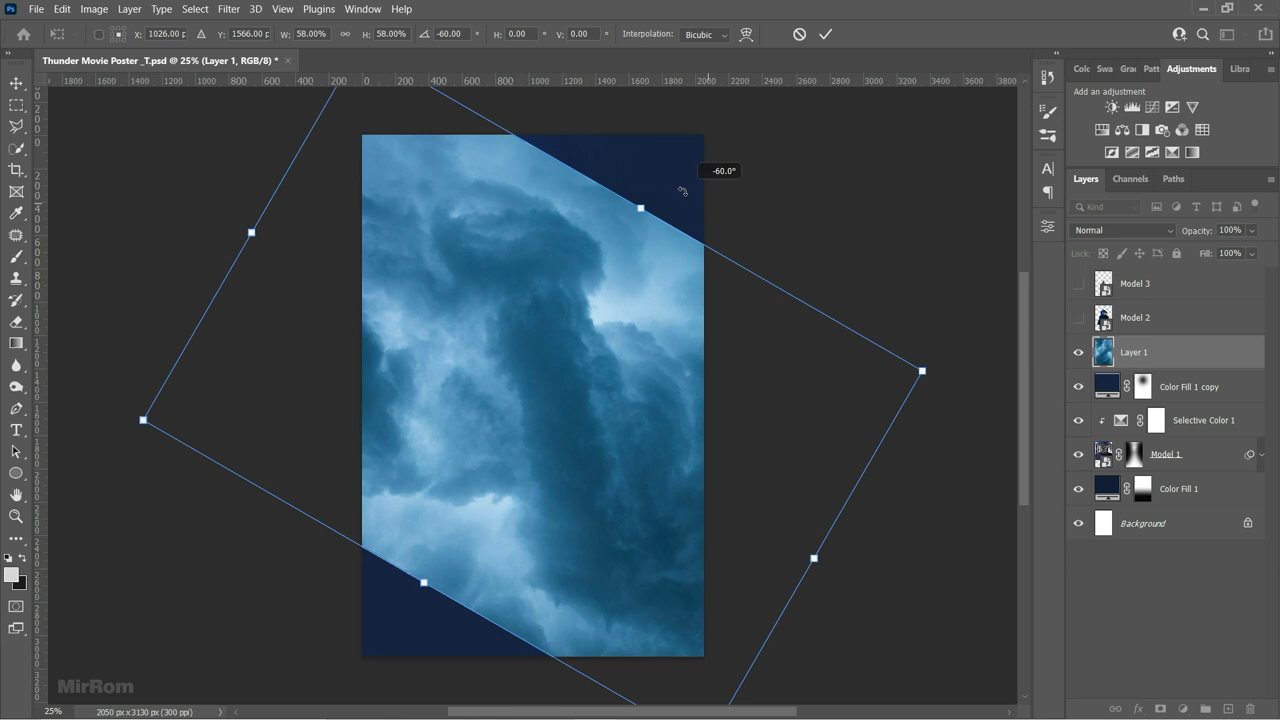 Ps File Edit Image Layer Type Select Filter 3D View Plugins Window Help
X: 1026.00 p Y: 1566.00 p W: 58.00% H: 58.00% -60.00 ° H: 0.00 ° V: 0.00 ° Interpolation: Bicubic
Thunder Movie Poster _T.psd @ 25% (Layer 1, RGB/8) * ×
1800 1600 1400 1200 1000 800 600 400 200 0 200 400 600 800 1000 1200 1400 1600 1800 2000 2200 2400 2600 2800 3000 3200 3400 3600 3800
Swa Patt Adjustments Libra
Add an adjustment
-60.0°
Layers Channels Paths
Kind
Normal Opacity: 100%
Lock: Fill: 100%
Model 3
Model 2
Layer 1
Color Fill 1 copy
Selective Color 1
Model 1
Color Fill 1
Background
MirRom
25% 2050 px x 3130 px (300 ppi)